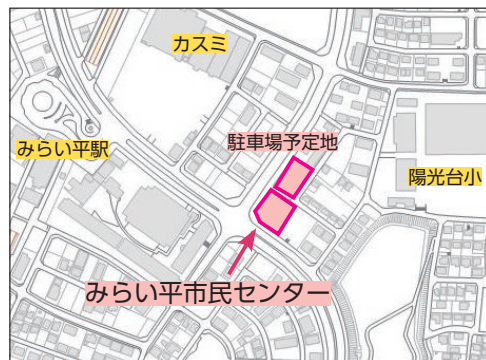 カスミ
駐車場予定地
みらい平駅
陽光台小
みらい平市民センター